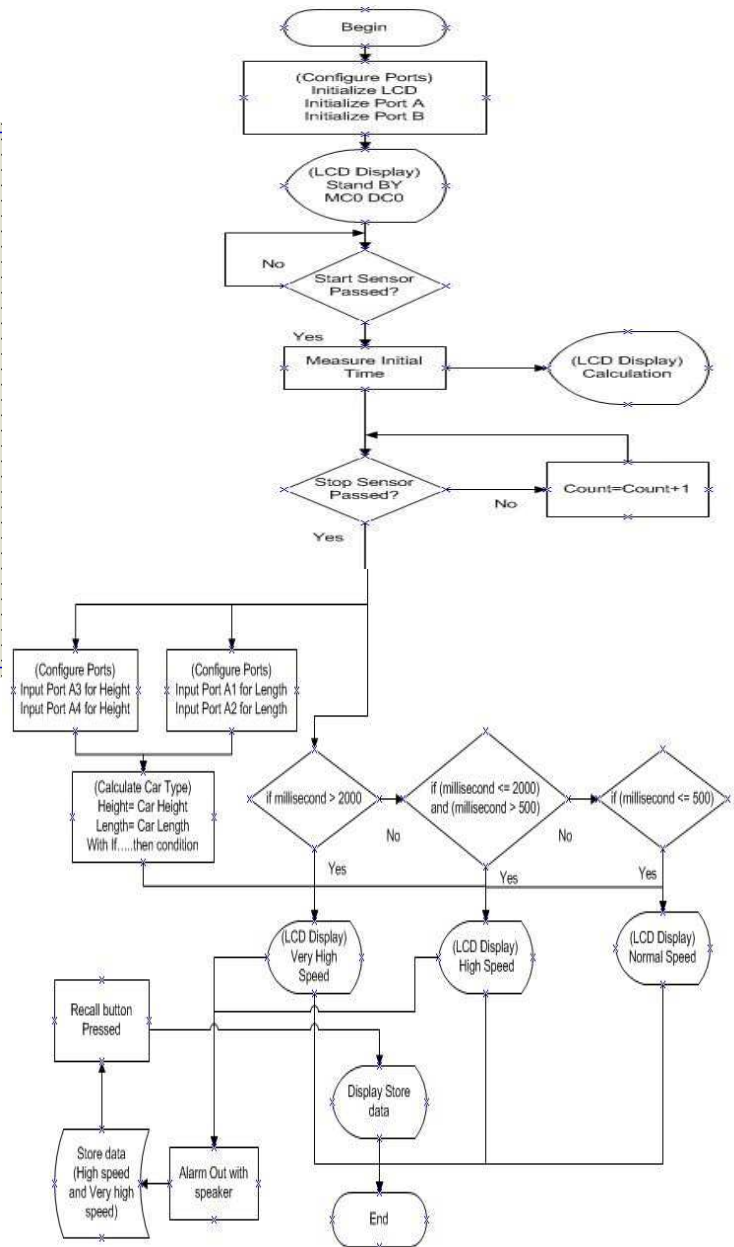 Begin
(Configure Ports)
Initialize LCD
Initialize Port A
Initialize Port B
(LCD Display)
Stand BY
MC0 DC0
No
Start Sensor
Passed?
Yes
Measure Initial
Time
(LCD Display)
Calculation
Stop Sensor
Passed?
No
Count=Count+1
Yes
(Configure Ports)
Input Port A3 for Height
Input Port A4 for Height
(Configure Ports)
Input Port A1 for Length
Input Port A2 for Length
(Calculate Car Type)
Height= Car Height
Length= Car Length
With If.....then condition
if millisecond > 2000
No
if (millisecond <= 2000)
and (millisecond > 500)
No
if (millisecond <= 500)
Yes
Yes
Yes
(LCD Display)
Very High
Speed
(LCD Display)
High Speed
(LCD Display)
Normal Speed
Recall button
Pressed
Display Store
data
Store data
(High speed
and Very high
speed)
Alarm Out with
speaker
End